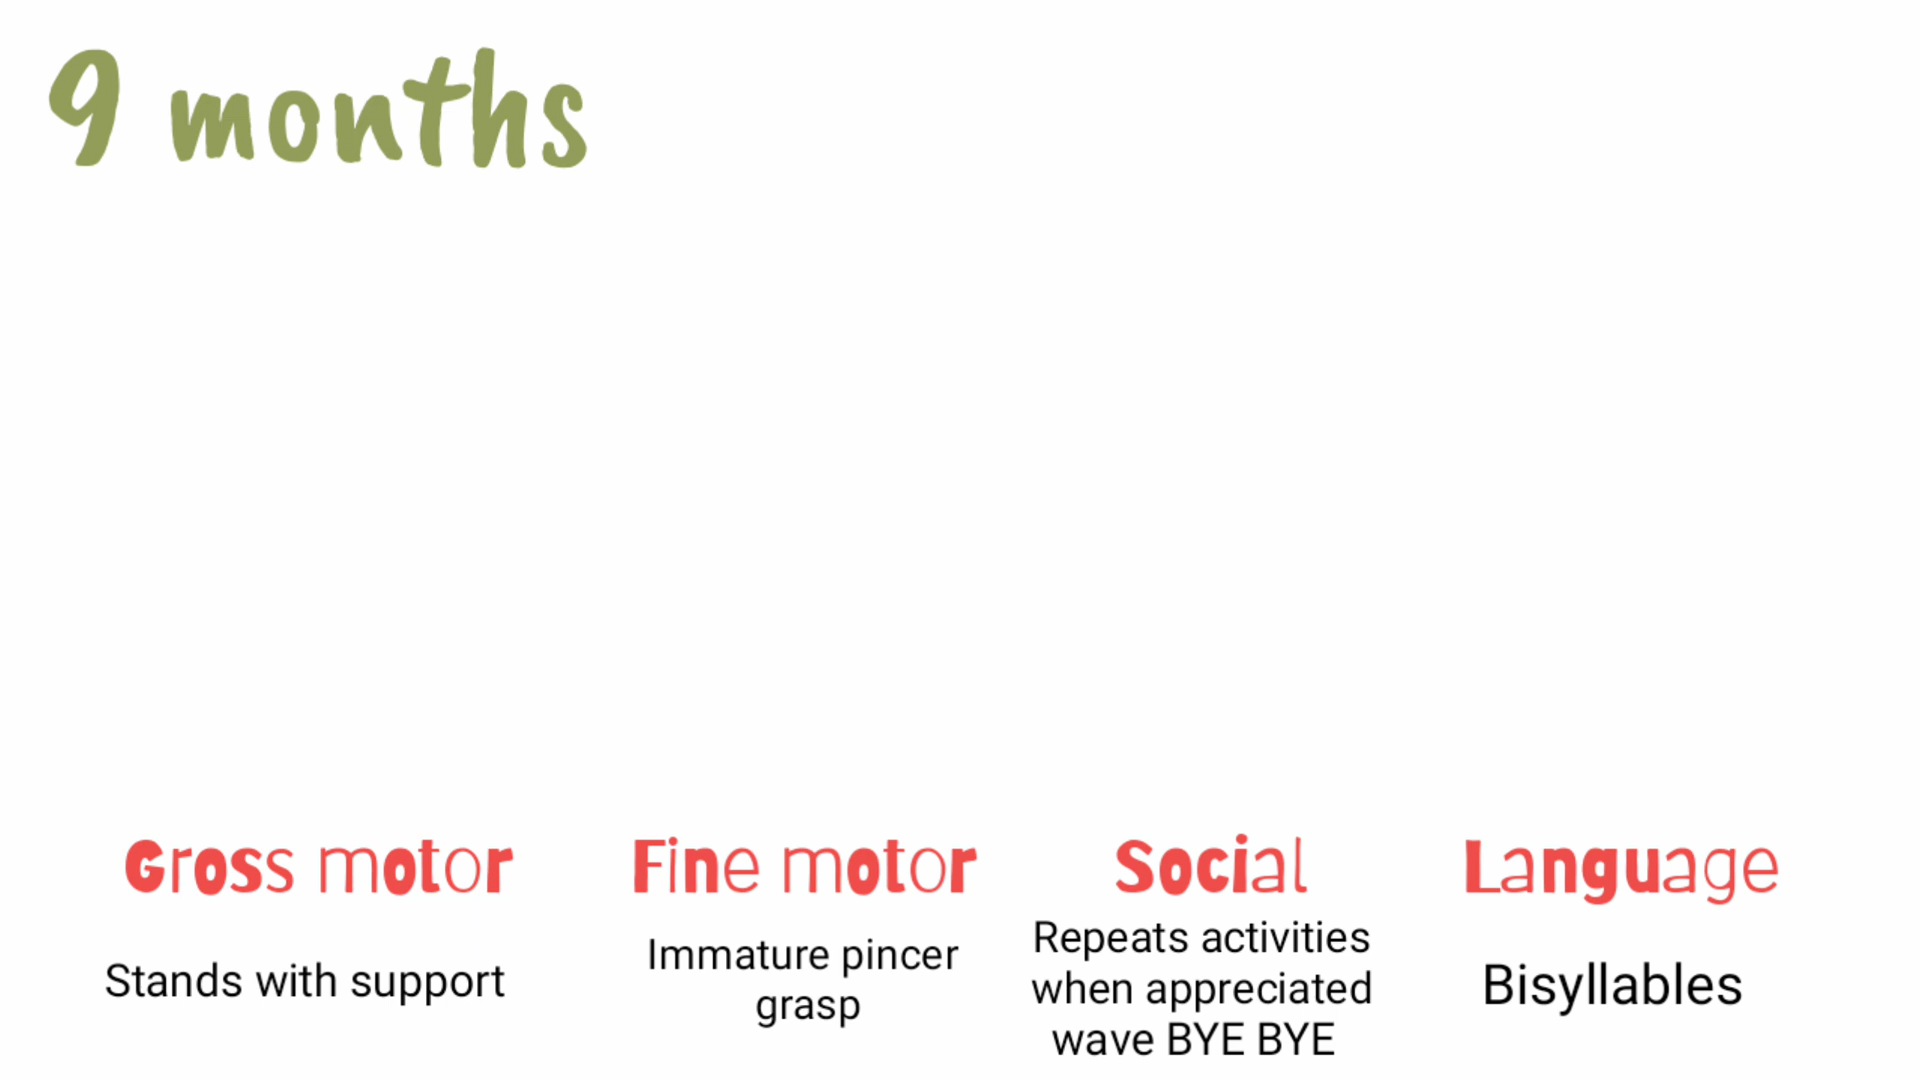 9 months
Gross motor
Stands with support
Fine motor
Immature pincer
grasp
Social
Repeats activities
when appreciated
wave BYE BYE
Language
Bisyllables